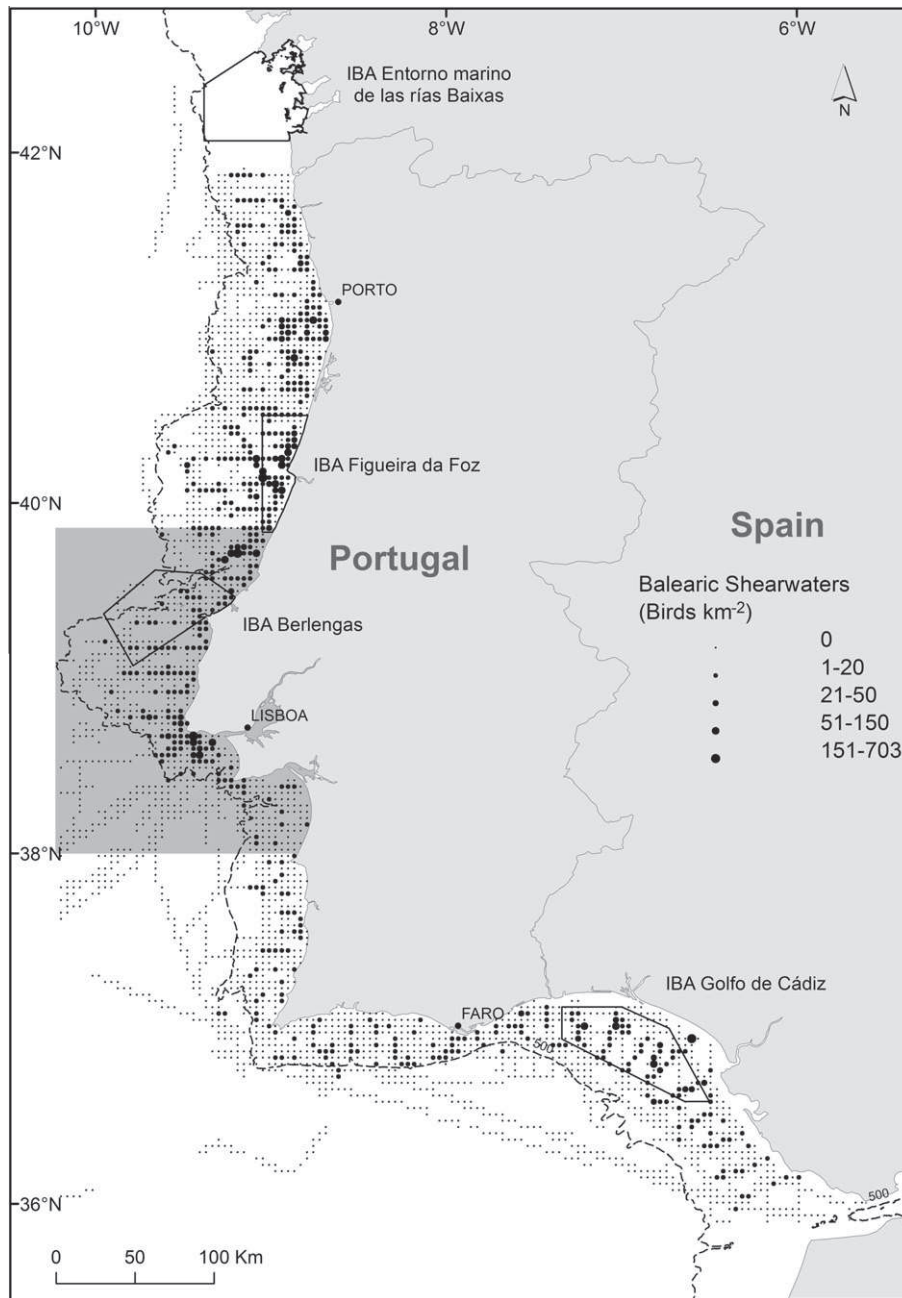 10°W
8°W
6°W
IBA Entorno marino
de las rías Baixas
N
42°N
PORTO
IBA Figueira da Foz
40°N
Spain
Portugal
Balearic Shearwaters
(Birds km-2)
0
1-20
21-50
51-150
151-703
IBA Berlengas
LISBOA
38°N
IBA Golfo de Cádiz
FARO
500
500
36°N
0 50 100 Km